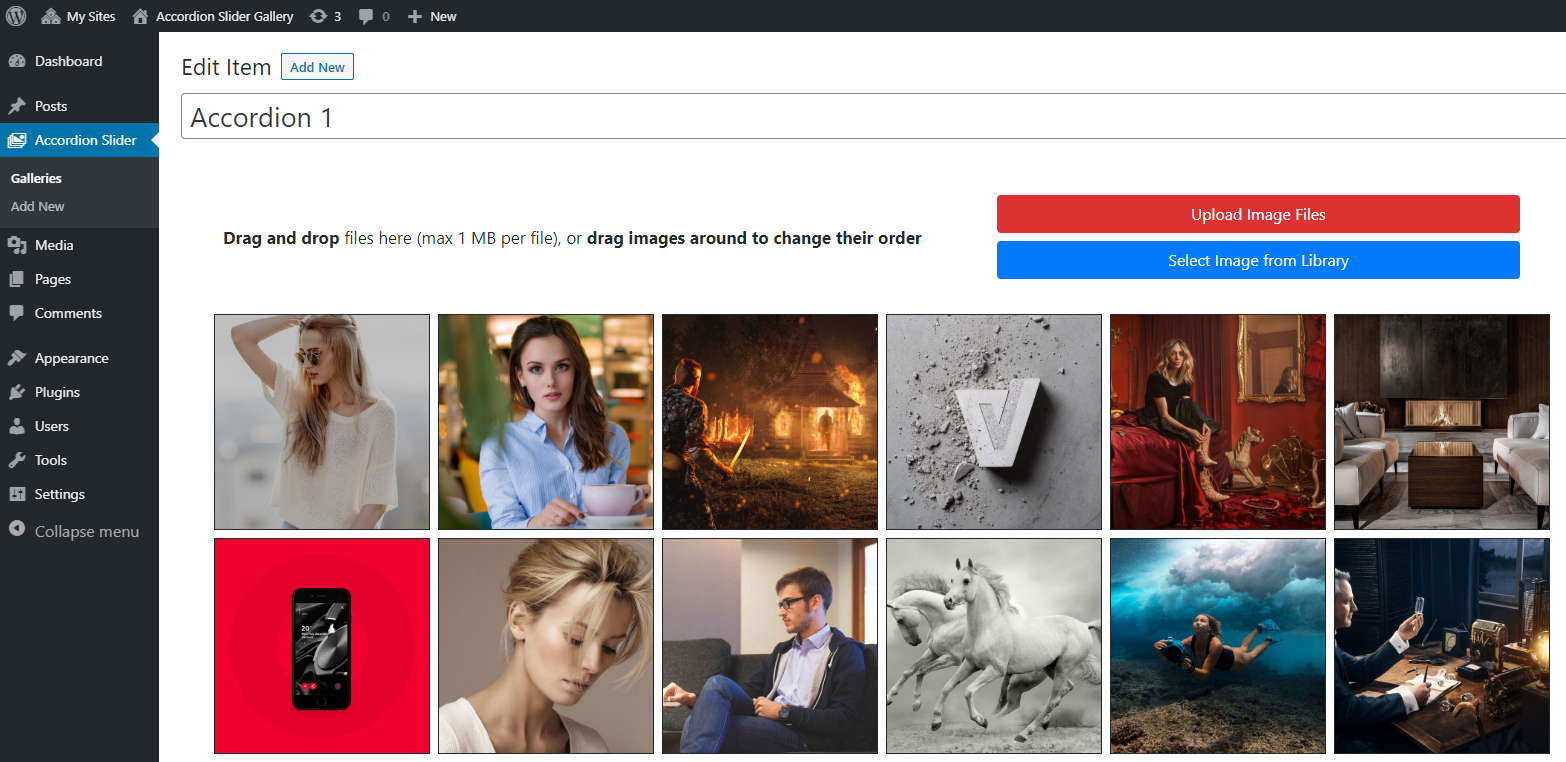 My Sites
Accordion Slider Gallery
3
0
New
Dashboard
Posts
Accordion Slider
Galleries
Add New
Media
Pages
Comments
Appearance
Plugins
Users
Tools
Settings
Collapse menu
Edit Item
Add New
Accordion 1
Drag and drop files here (max 1 MB per file), or drag images around to change their order
Upload Image Files
Select Image from Library
V
20°